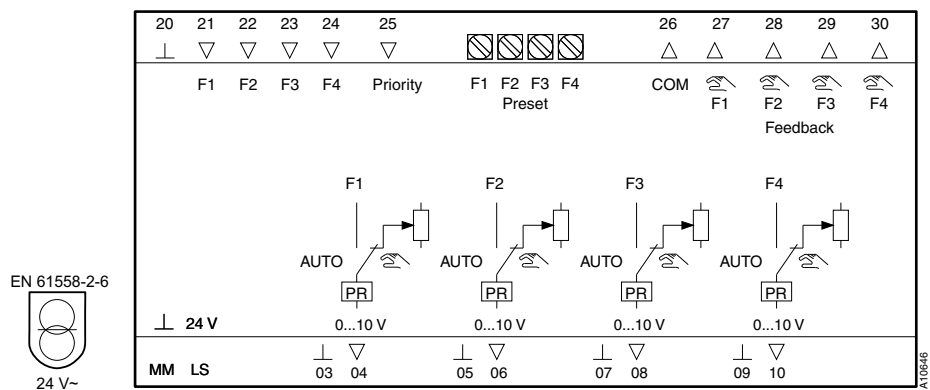 20 21 22 23 24 25 26 27 28 29 30
F1 F2 F3 F4 Priority F1 F2 F3 F4 COM F1 F2 F3 F4
Preset Feedback
F1 F2 F3 F4
AUTO AUTO AUTO AUTO
EN 61558-2-6
PR PR PR PR
24 V 0...10 V 0...10 V 0...10 V 0...10 V
MM LS 03 04 05 06 07 08 09 10
24 V~
A10646